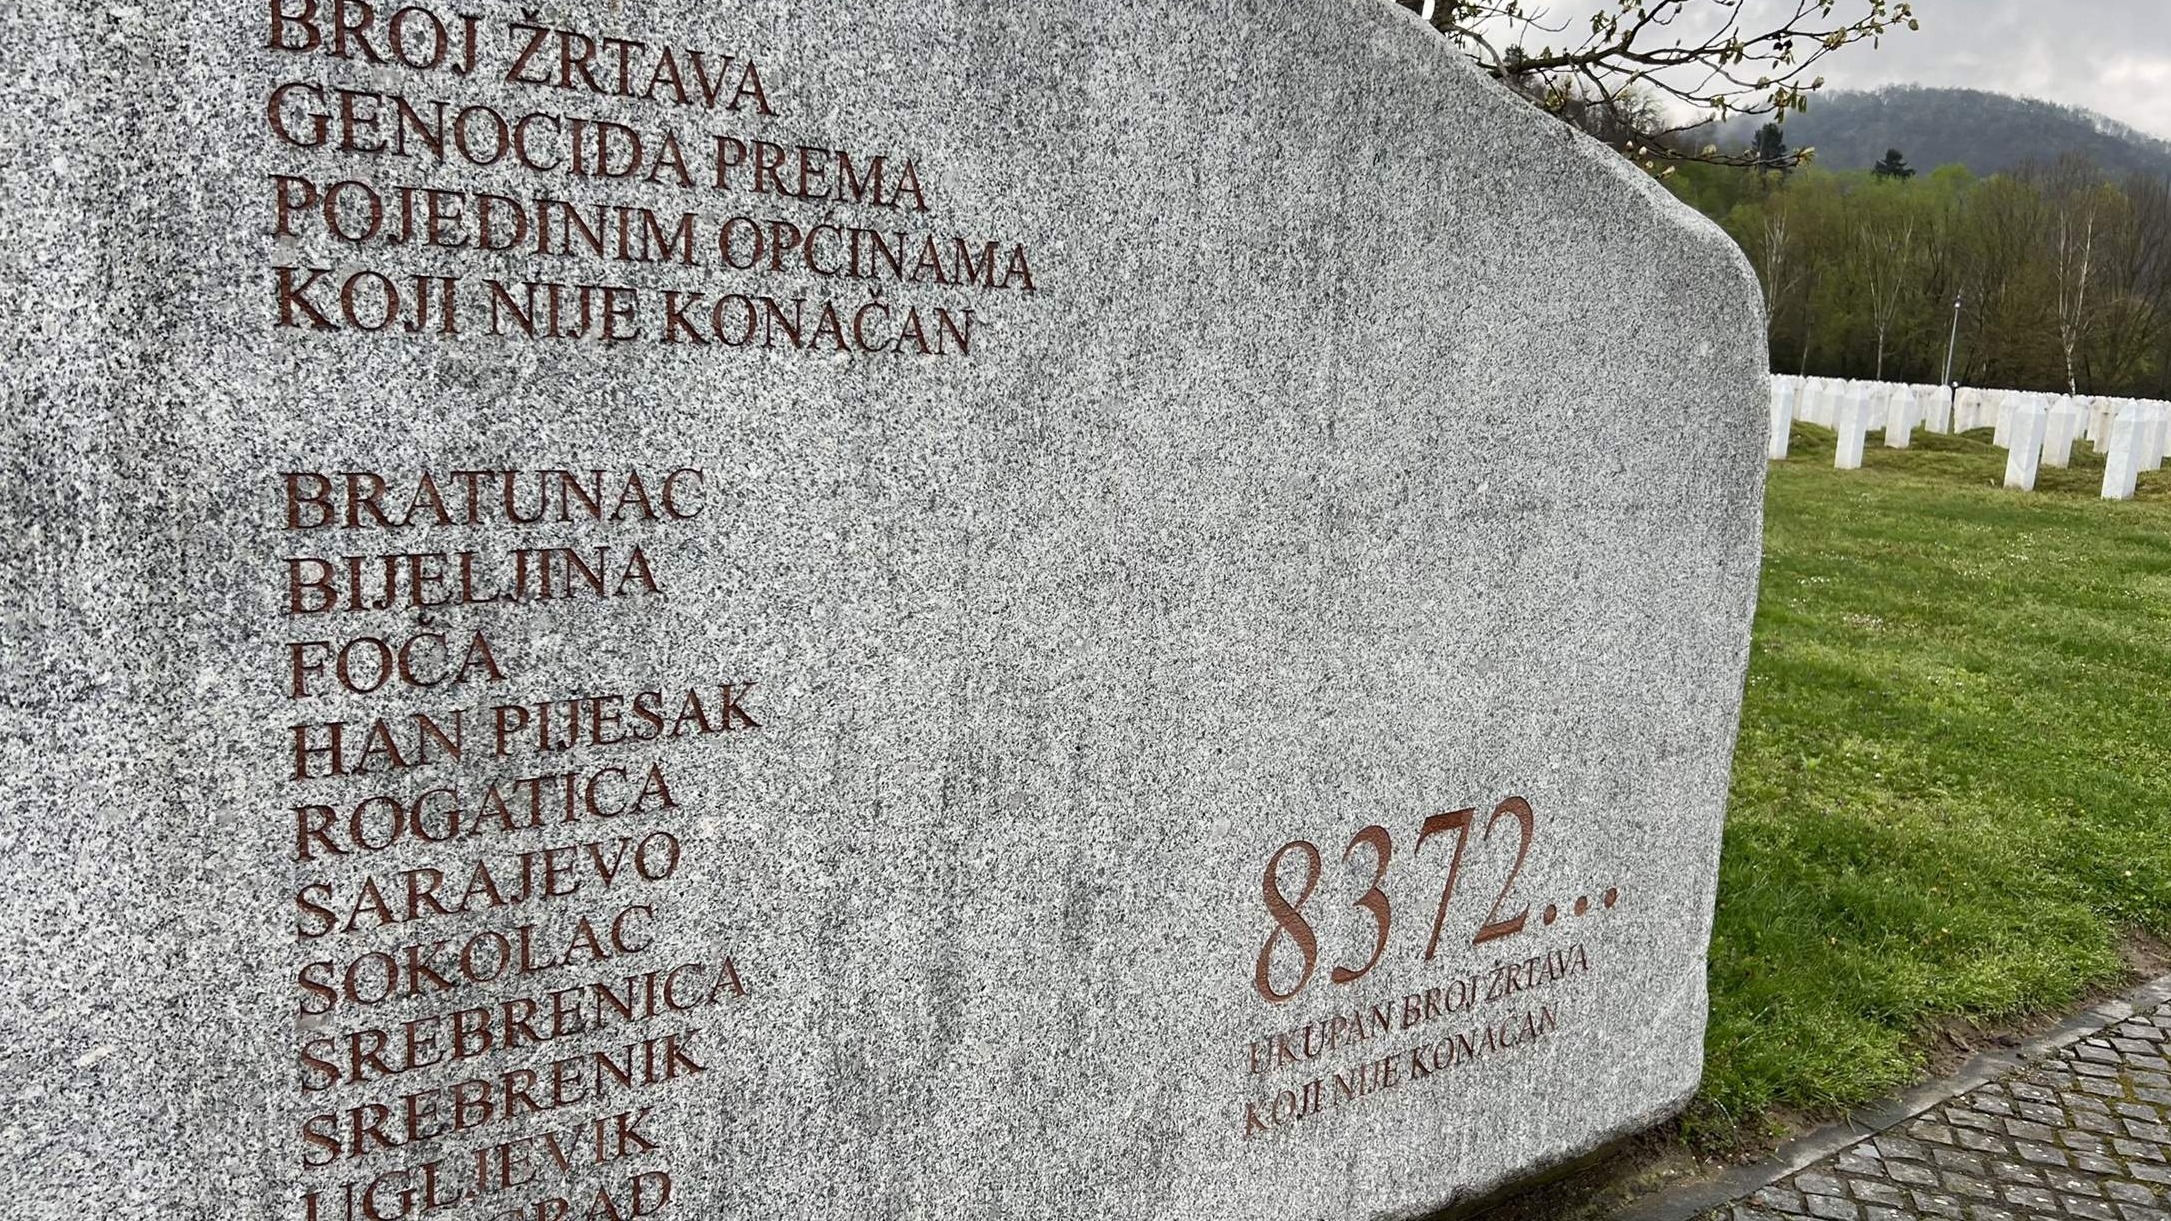 BROJ ŽRTAVA
GENOCIDA PREMA
POJEDINIM OPĆINAMA
KOJI NIJE KONAČAN
BRATUNAC
BIJELJINA
FOČA
HAN PIJESAK
ROGATICA
SARAJEVO
SOKOLAC
SREBRENICA
SREBRENIK
UGLJEVIK
8372...
UKUPAN BROJ ŽRTAVA
KOJI NIJE KONAČAN